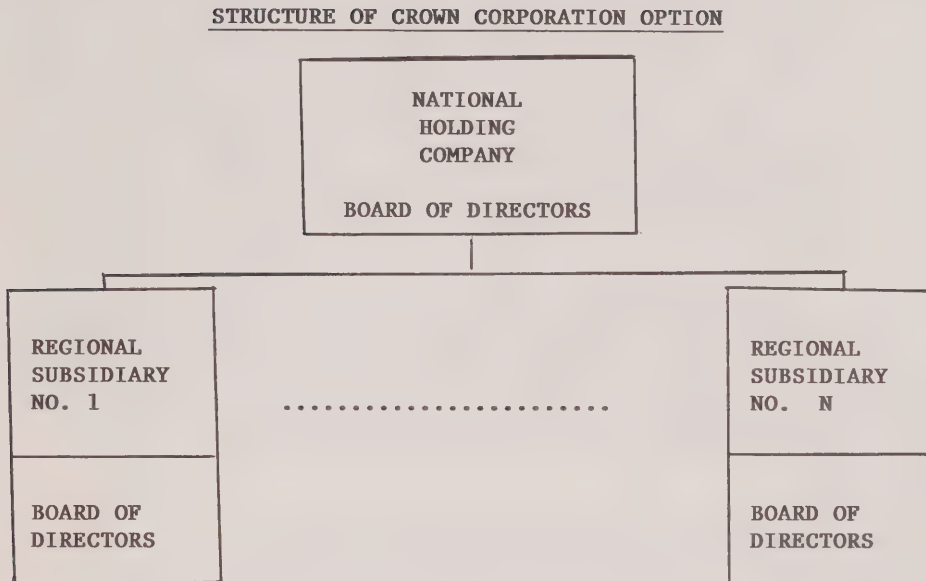 STRUCTURE OF CROWN CORPORATION OPTION
NATIONAL
HOLDING
COMPANY
BOARD OF DIRECTORS
REGIONAL
SUBSIDIARY
NO. 1
BOARD OF
DIRECTORS
........................
REGIONAL
SUBSIDIARY
NO. N
BOARD OF
DIRECTORS